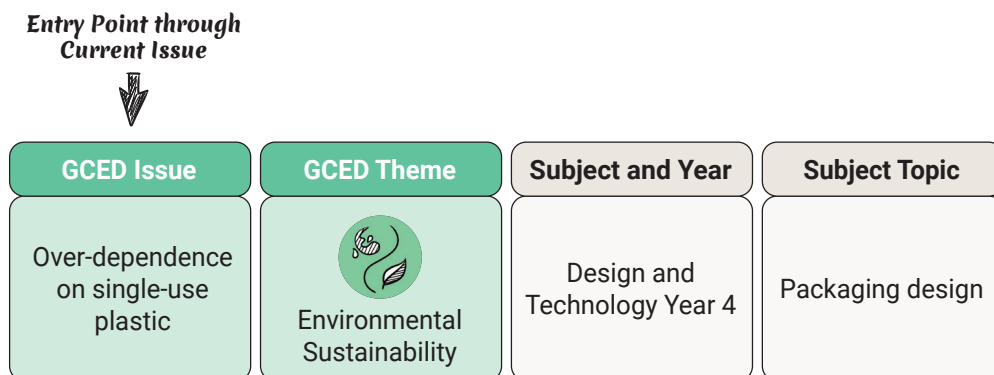 Entry Point through
Current Issue
GCED Issue
GCED Theme
Subject and Year
Subject Topic
Over-dependence
on single-use
plastic
Environmental
Sustainability
Design and
Technology Year 4
Packaging design